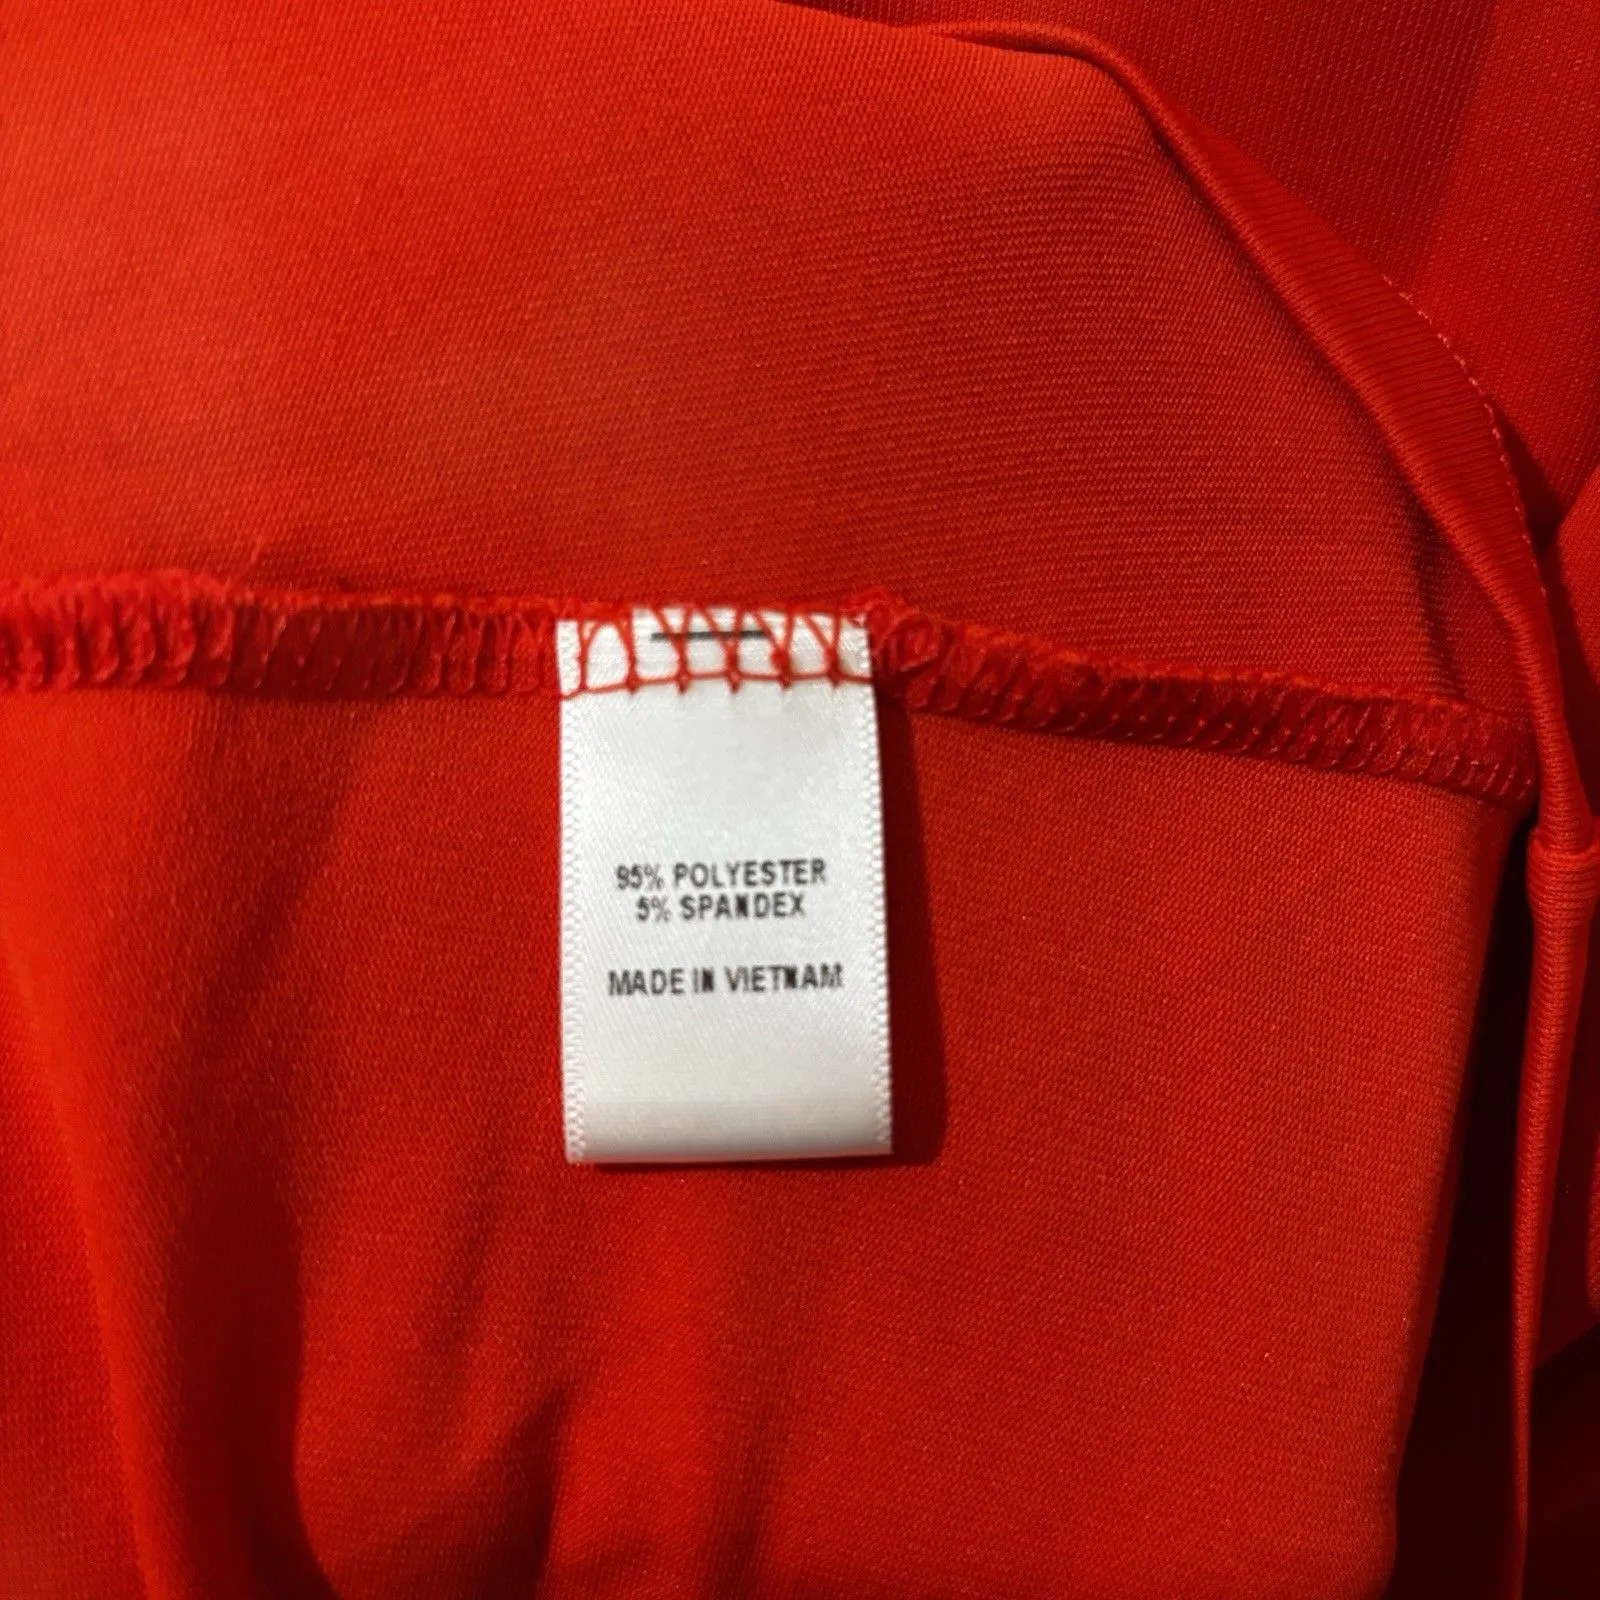 95% POLYESTER
5% SPANDEX
MADE IN VIETNAM